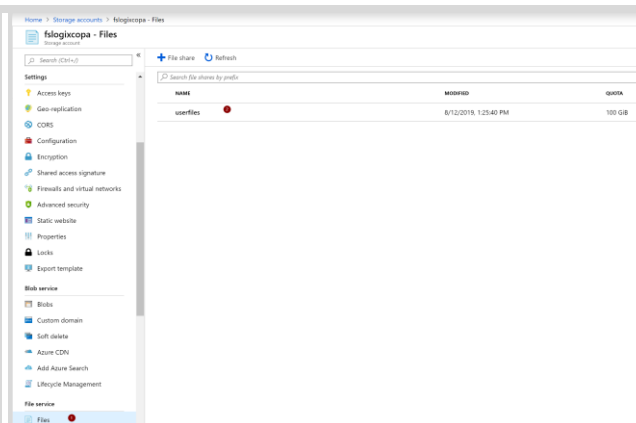 Home > Storage accounts > fslogixcopa - Files
fslogixcopa - Files
Storage account
Search (Ctrl+/)
«
Settings
Access keys
Geo-replication
CORS
Configuration
Encryption
Shared access signature
Firewalls and virtual networks
Advanced security
Static website
Properties
Locks
Export template
Blob service
Blobs
Custom domain
Soft delete
Azure CDN
Add Azure Search
Lifecycle Management
File service
Files
+ File share Refresh
Search file shares by prefix
NAME MODIFIED QUOTA
userfiles 8/12/2019, 1:25:40 PM 100 GiB